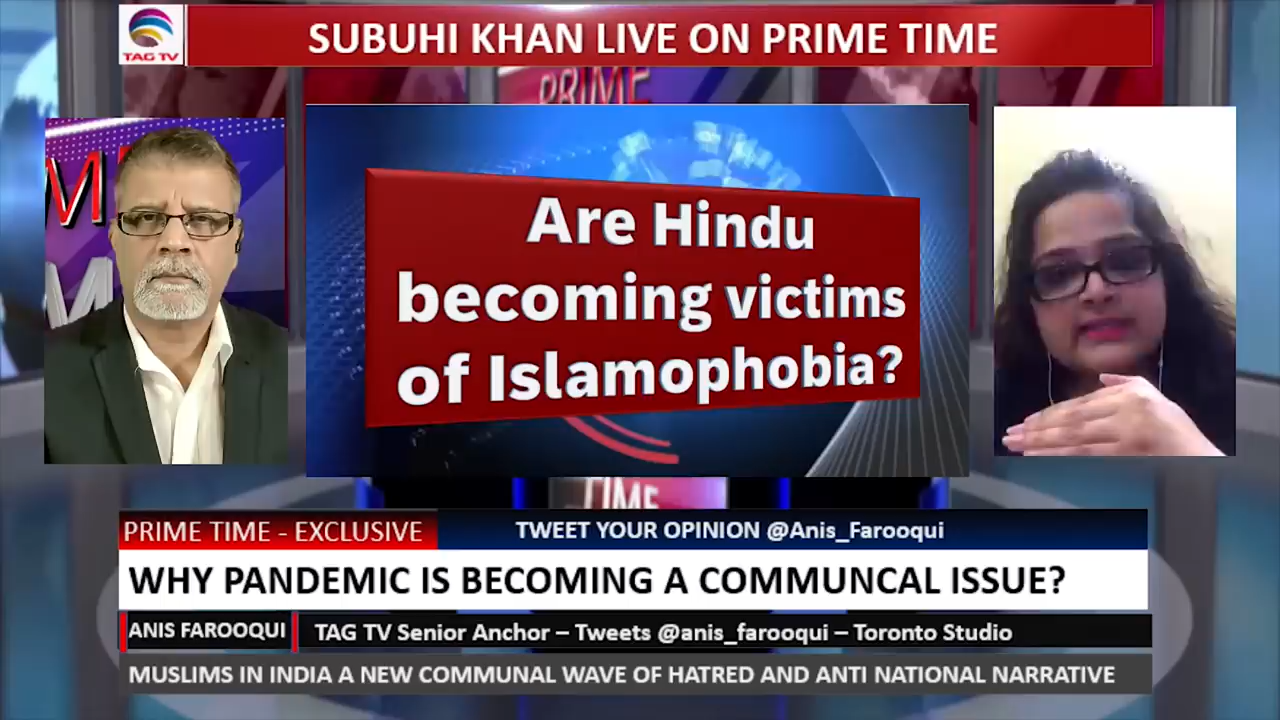 SUBUHI KHAN LIVE ON PRIME TIME
TAG TV
PRIME
M
M
Are Hindu
becoming victims
of Islamophobia?
TIME
PRIME TIME - EXCLUSIVE
TWEET YOUR OPINION @Anis_Farooqui
WHY PANDEMIC IS BECOMING A COMMUNCAL ISSUE?
ANIS FAROOQUI
TAG TV Senior Anchor – Tweets @anis_farooqui – Toronto Studio
MUSLIMS IN INDIA A NEW COMMUNAL WAVE OF HATRED AND ANTI NATIONAL NARRATIVE